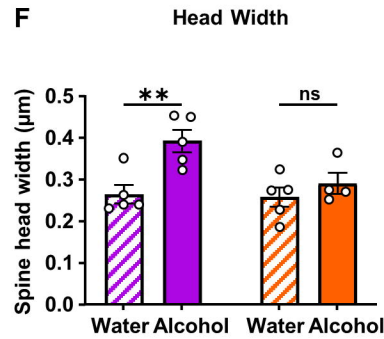 F
Head Width
** ns
Spine head width (μm)
0.5
0.4
0.3
0.2
0.1
0.0
Water Alcohol Water Alcohol